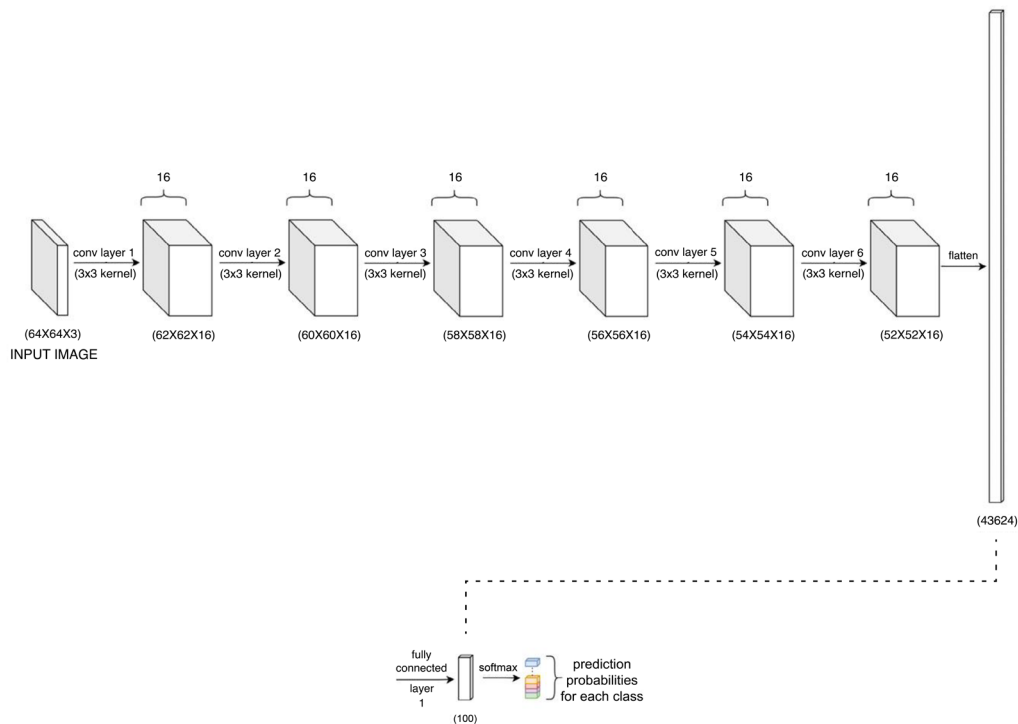 16
16
16
16
16
16
conv layer 1
(3x3 kernel)
conv layer 2
(3x3 kernel)
conv layer 3
(3x3 kernel)
conv layer 4
(3x3 kernel)
conv layer 5
(3x3 kernel)
conv layer 6
(3x3 kernel)
flatten
(64X64X3)
INPUT IMAGE
(62X62X16)
(60X60X16)
(58X58X16)
(56X56X16)
(54X54X16)
(52X52X16)
(43624)
fully
connected
layer
1
(100)
softmax
prediction
probabilities
for each class